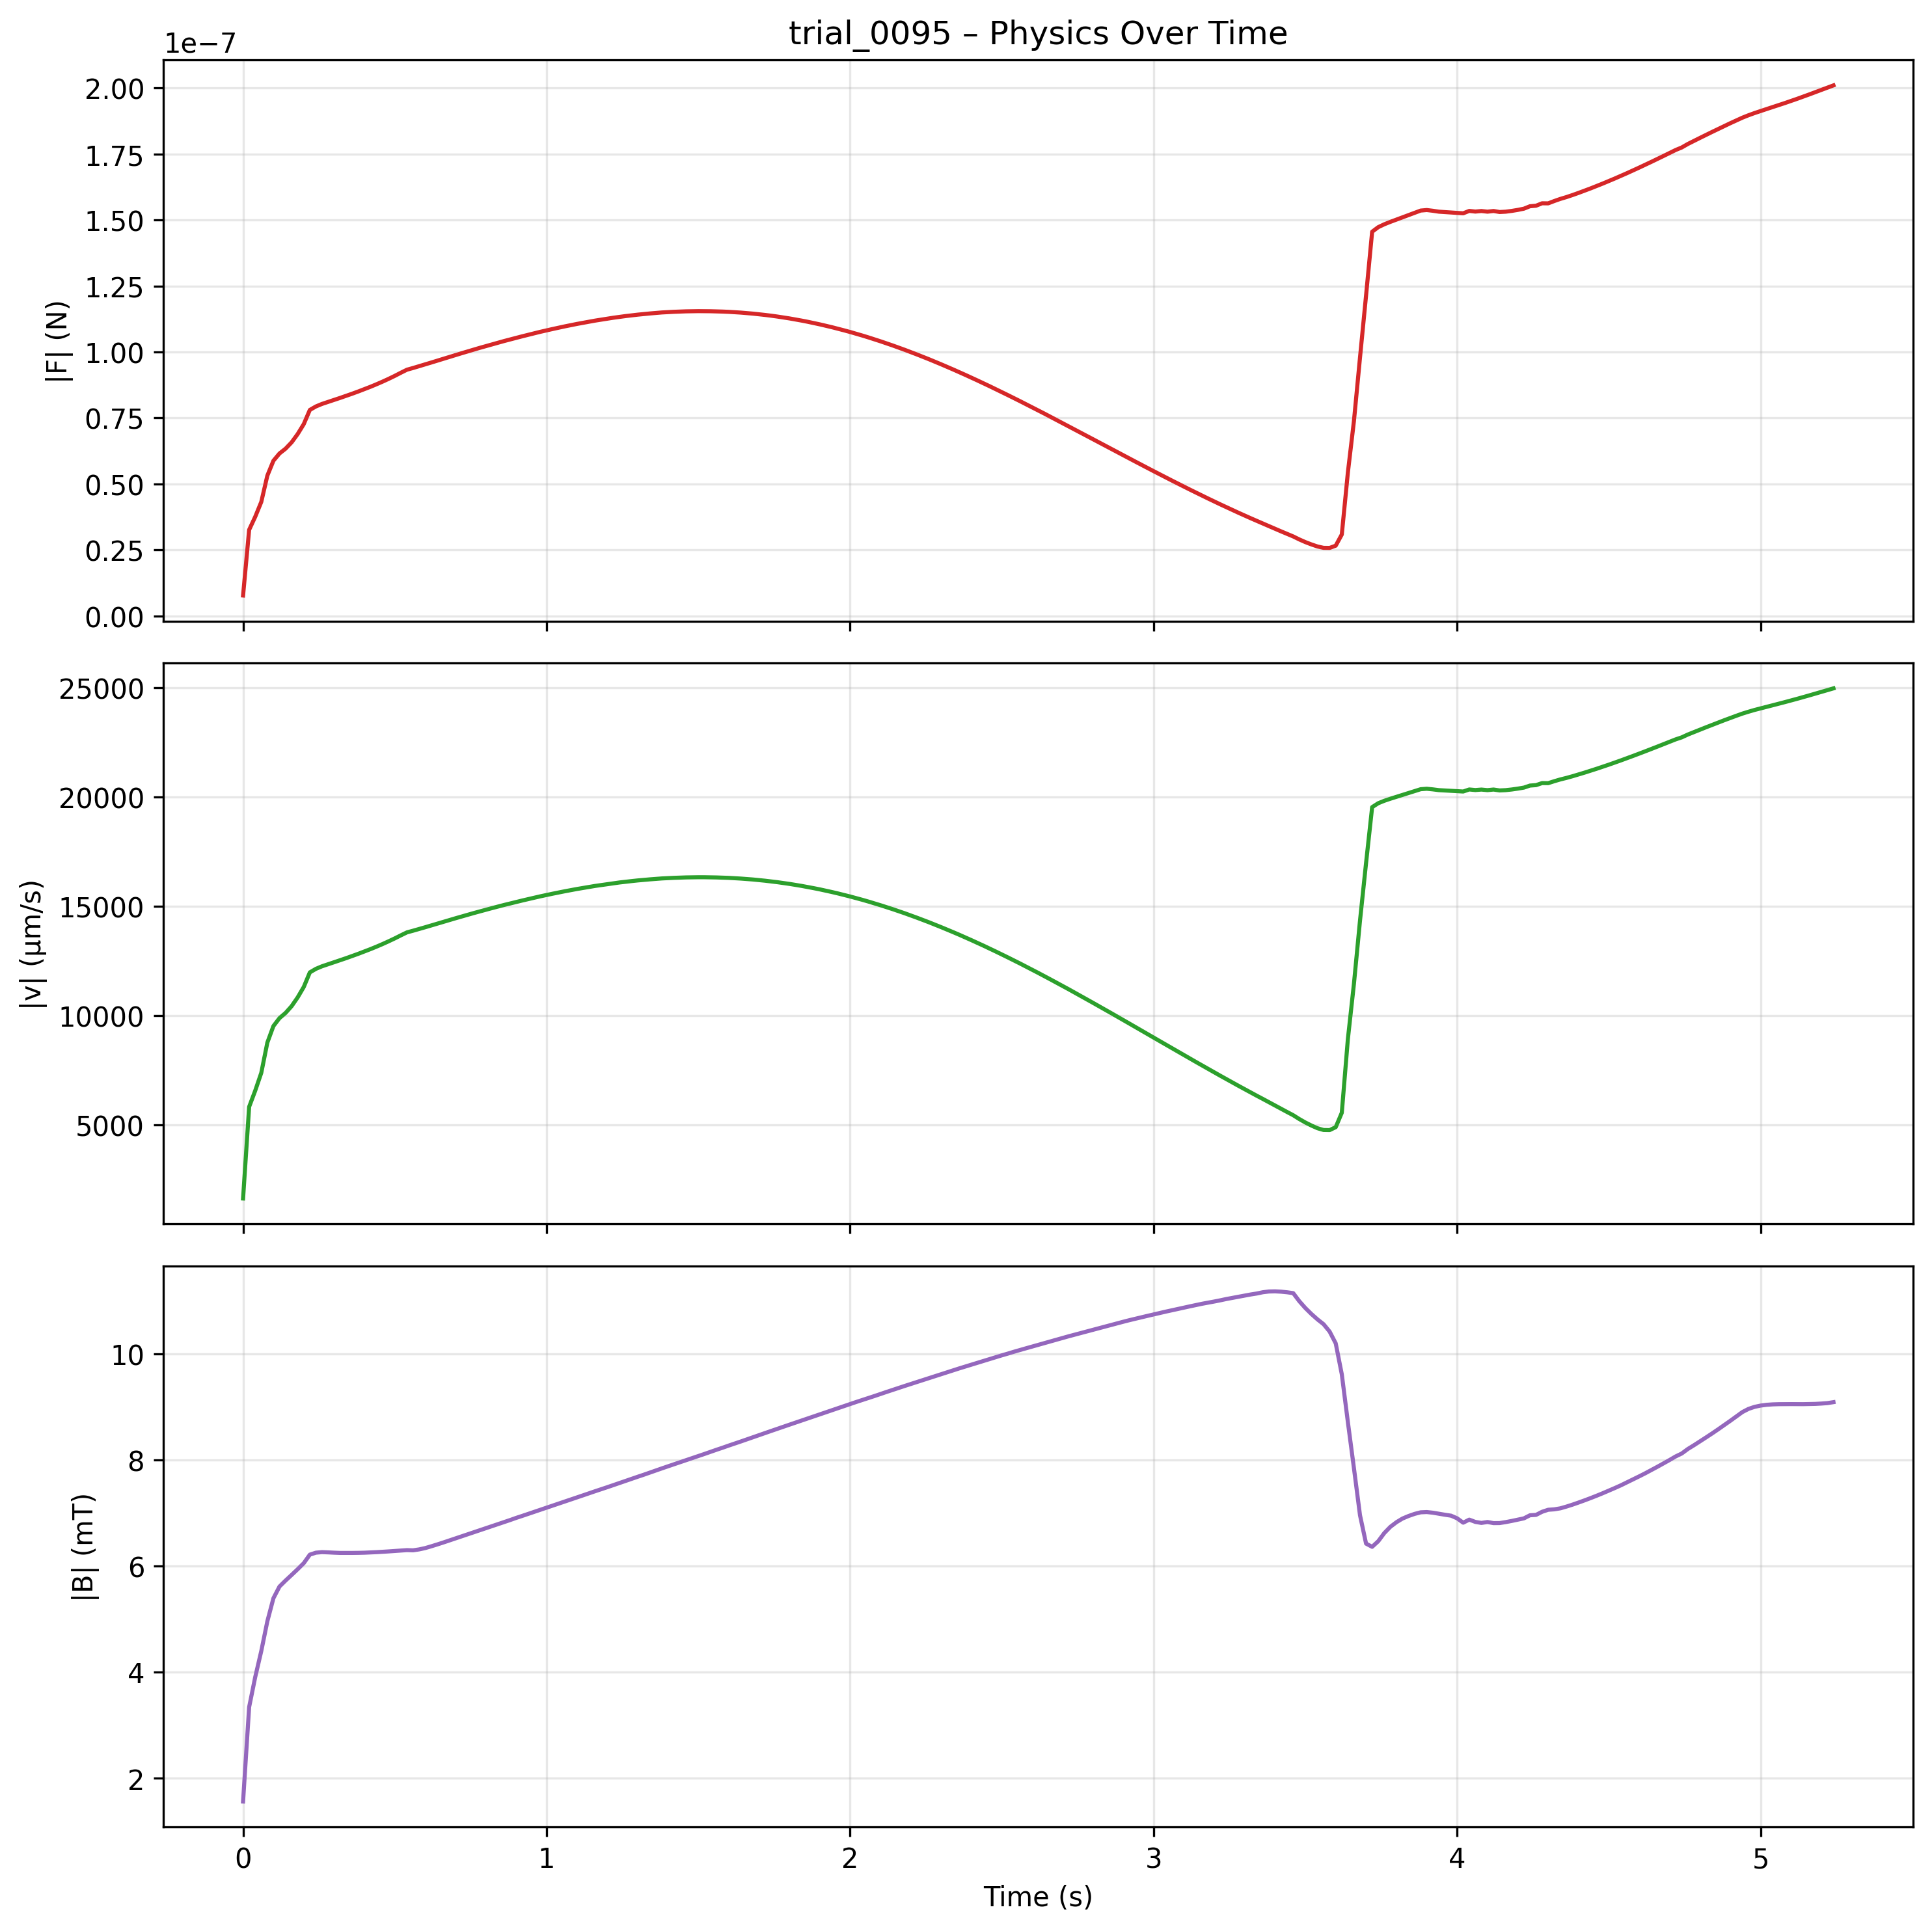 trial_0095 – Physics Over Time
1e−7
2.00
1.75
1.50
1.25
1.00
0.75
0.50
0.25
0.00
|F| (N)
25000
20000
15000
10000
5000
|v| (µm/s)
10
8
6
4
2
|B| (mT)
0 1 2 3 4 5
Time (s)